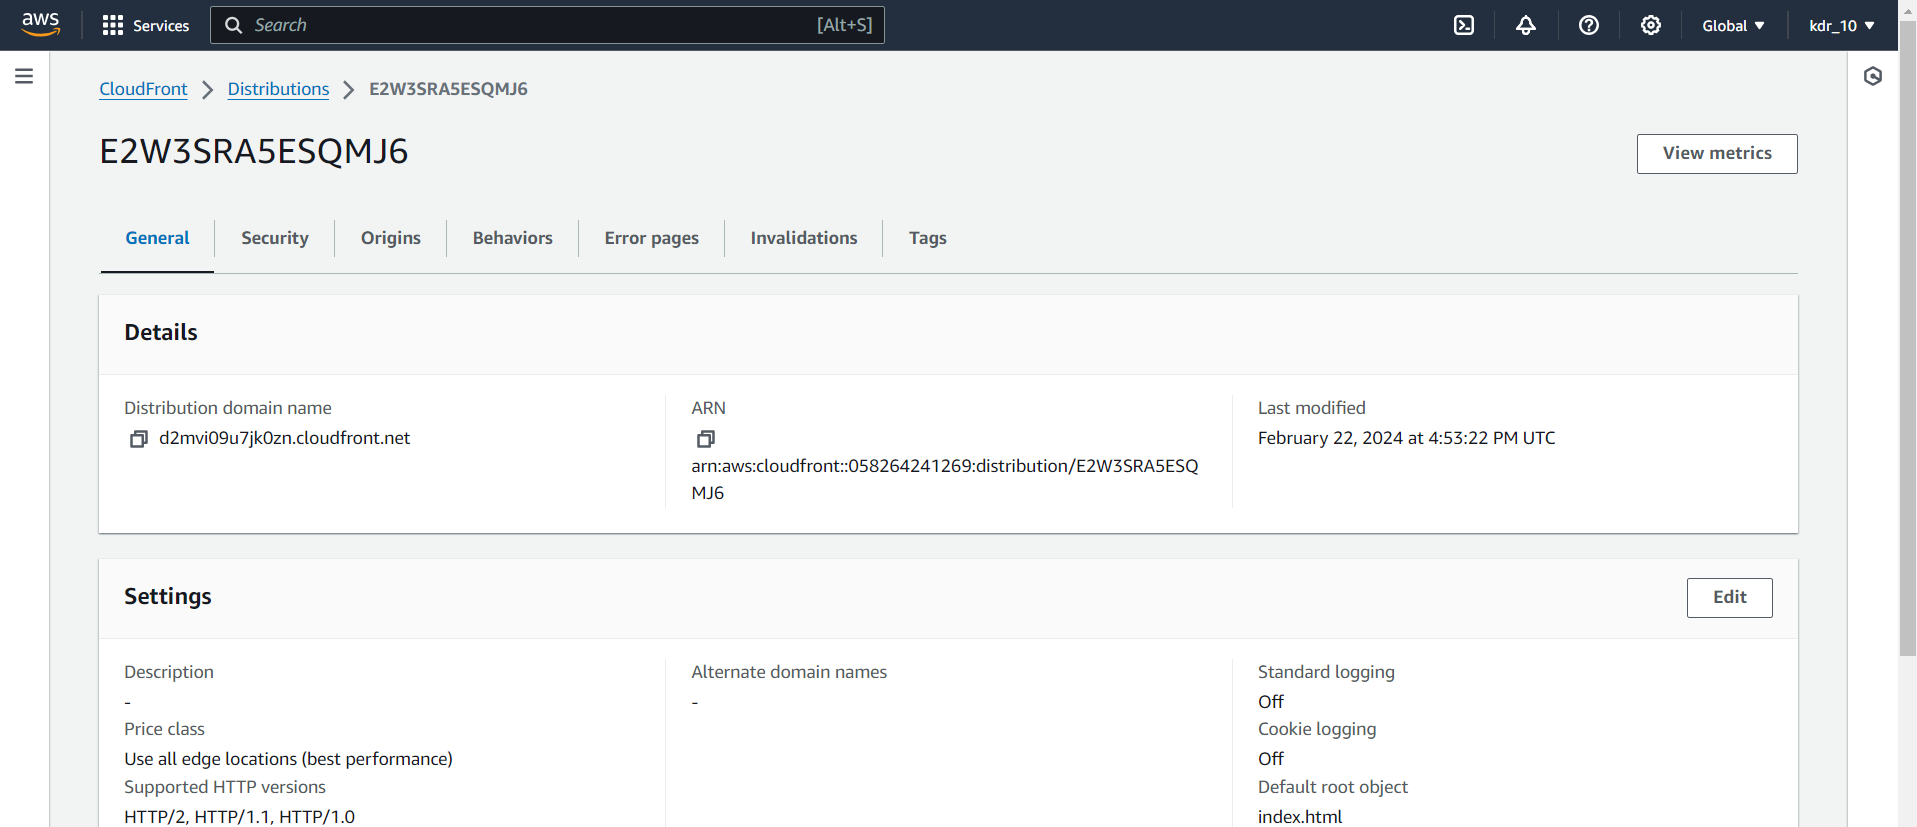 aws
Services
Search
[Alt+S]
Global
kdr_10
CloudFront
Distributions
E2W3SRA5ESQMJ6
E2W3SRA5ESQMJ6
View metrics
General
Security
Origins
Behaviors
Error pages
Invalidations
Tags
Details
Distribution domain name
d2mvi09u7jk0zn.cloudfront.net
ARN
arn:aws:cloudfront::058264241269:distribution/E2W3SRA5ESQ
MJ6
Last modified
February 22, 2024 at 4:53:22 PM UTC
Settings
Edit
Description
-
Price class
Use all edge locations (best performance)
Supported HTTP versions
HTTP/2, HTTP/1.1, HTTP/1.0
Alternate domain names
-
Standard logging
Off
Cookie logging
Off
Default root object
index.html